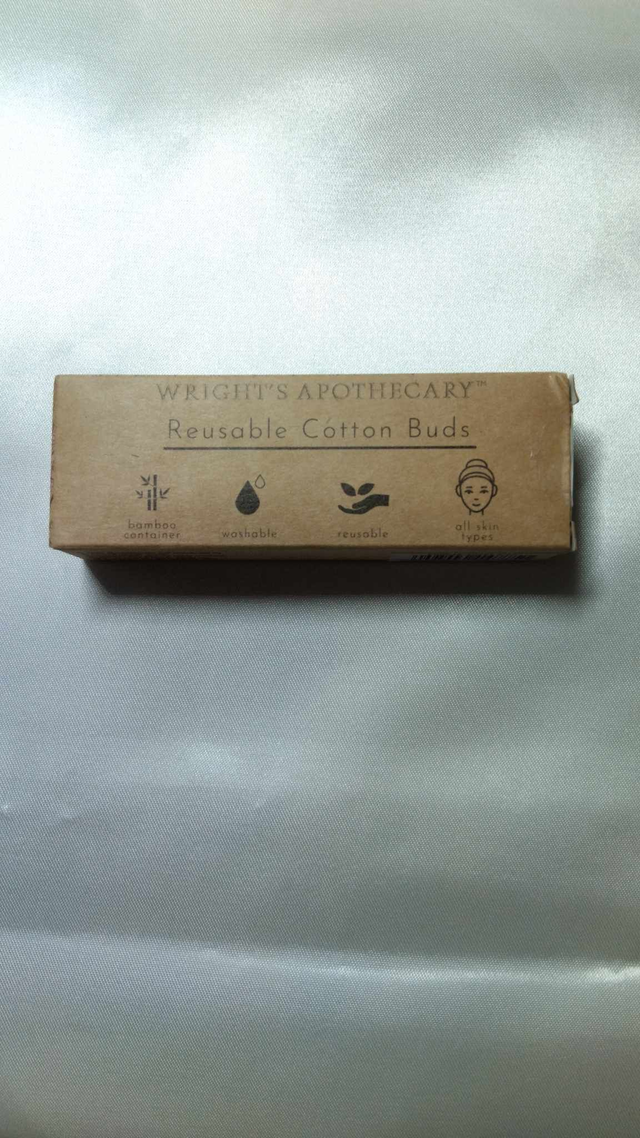 WRIGHT'S APOTHECARY™
Reusable Cotton Buds
bamboo container
washable
reusable
all skin types